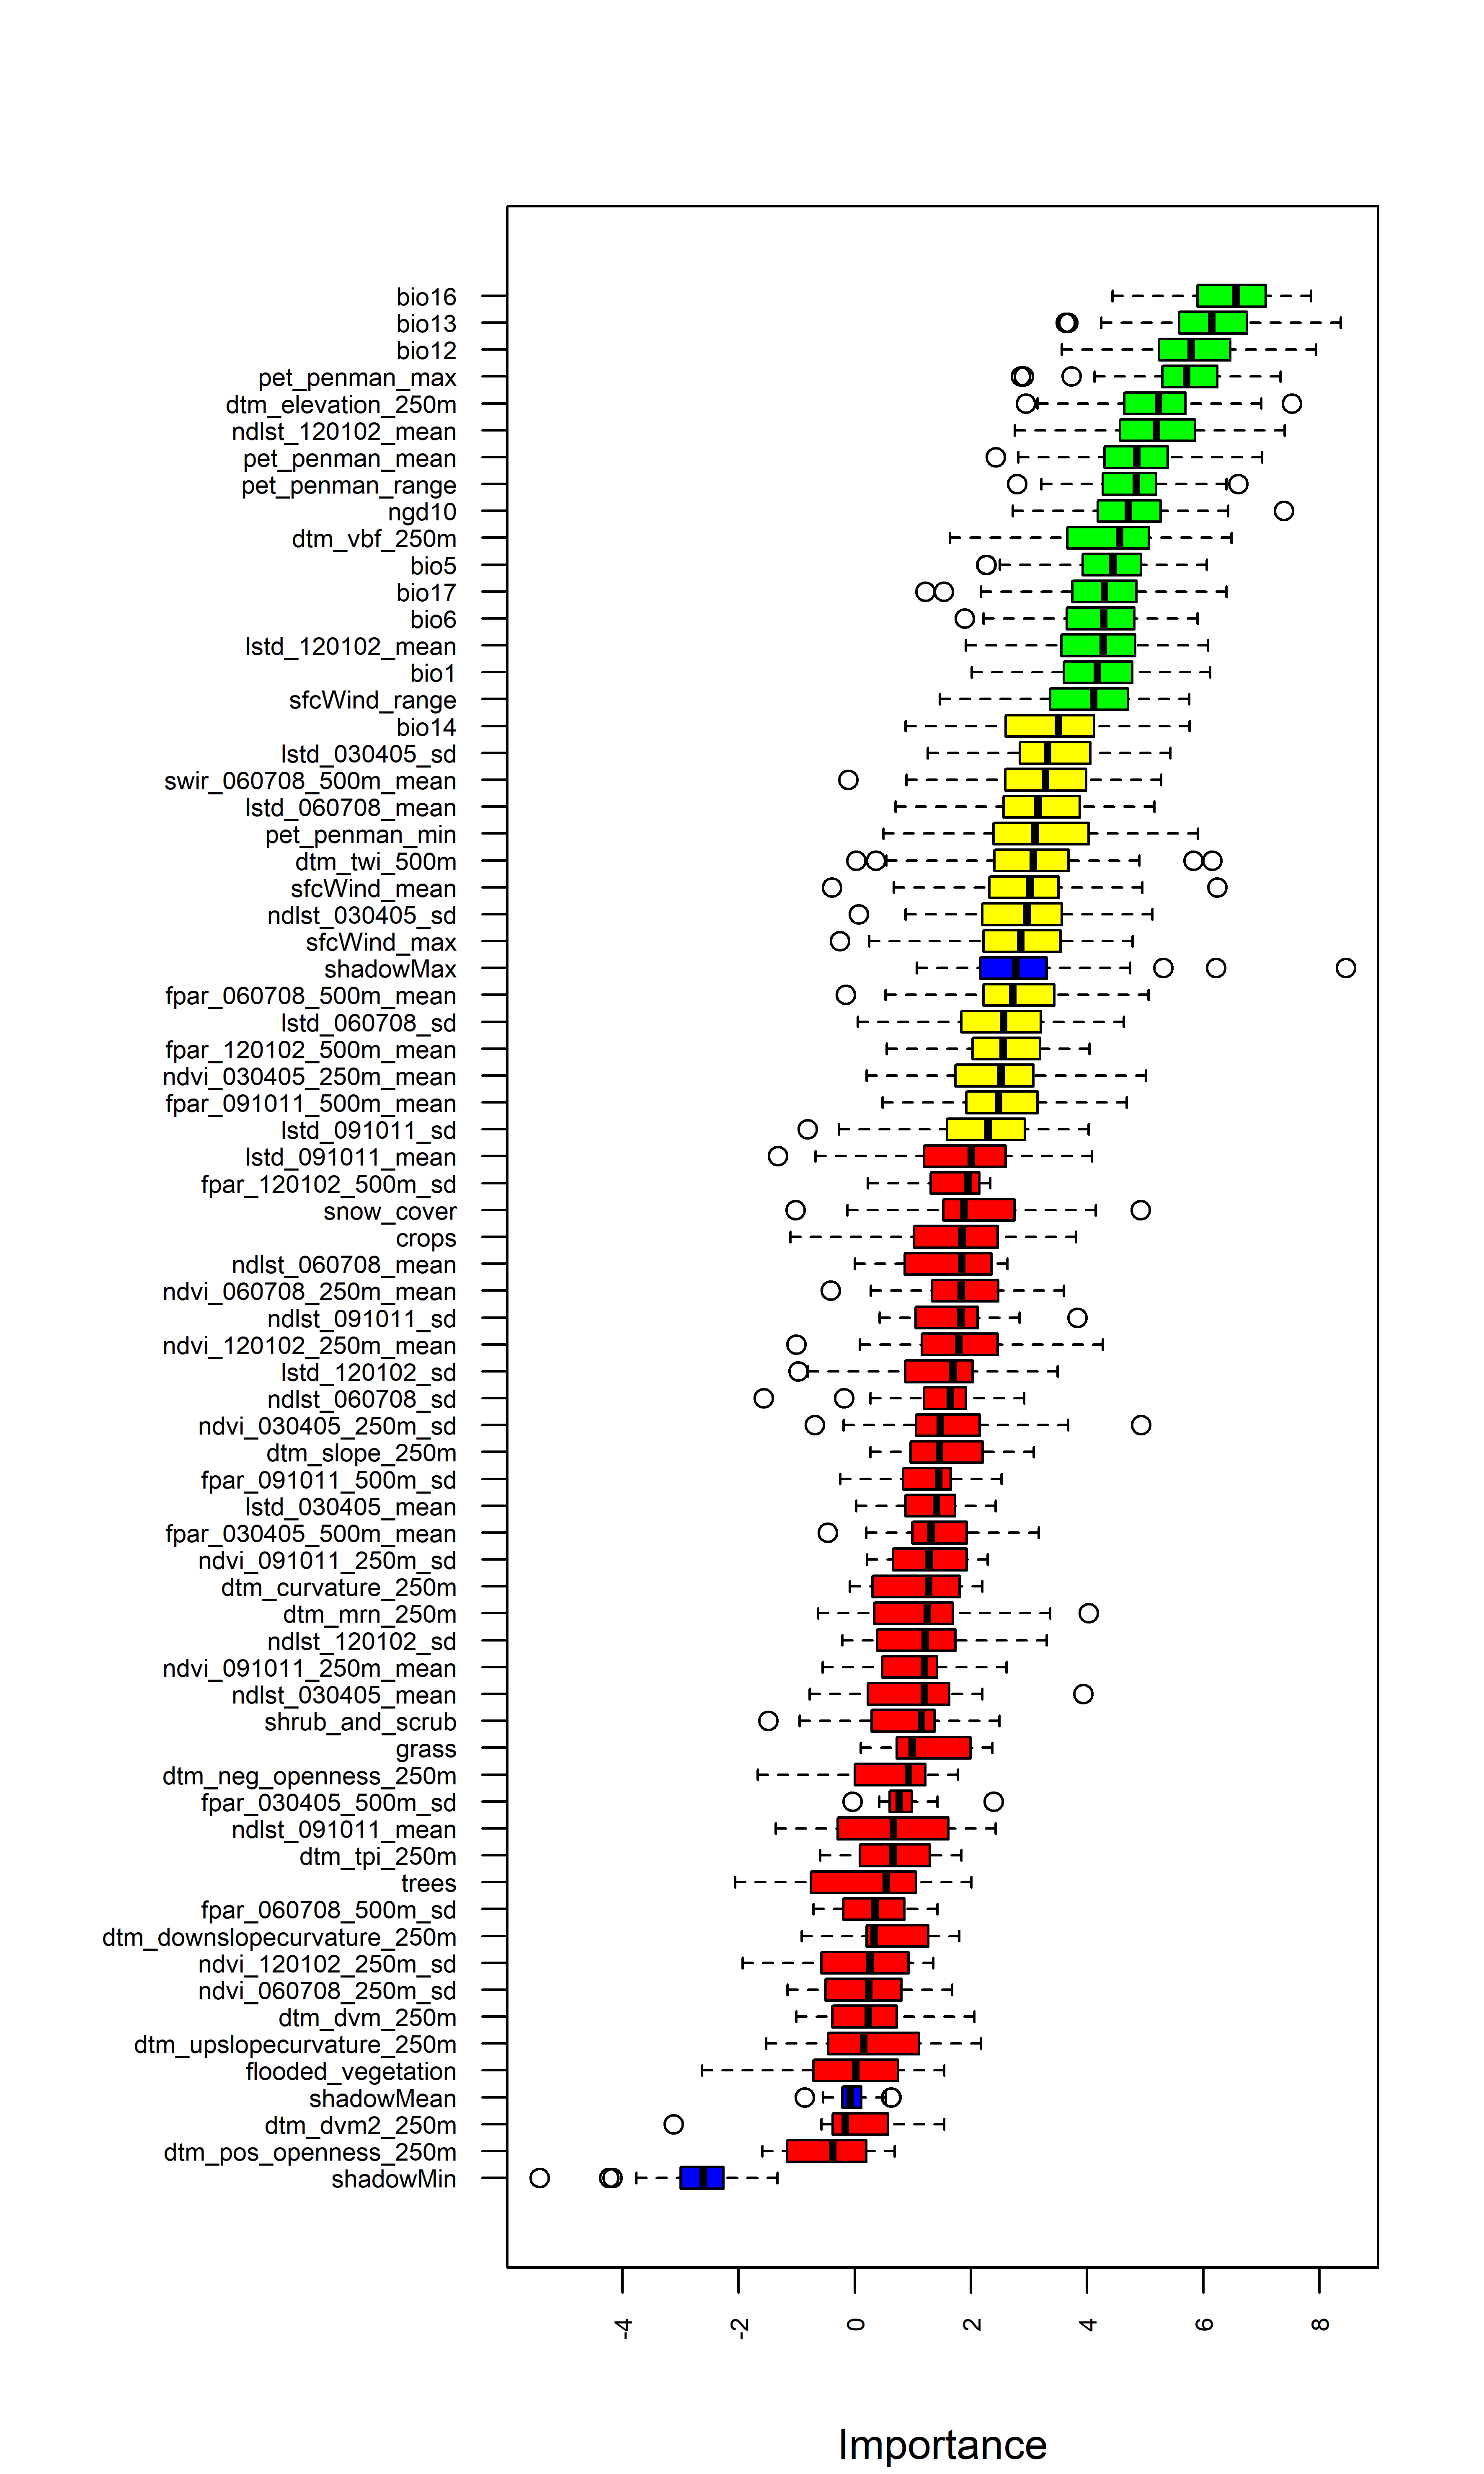 bio16
bio13
bio12
pet_penman_max
dtm_elevation_250m
ndlst_120102_mean
pet_penman_mean
pet_penman_range
ngd10
dtm_vbf_250m
bio5
bio17
bio6
lstd_120102_mean
bio1
sfcWind_range
bio14
lstd_030405_sd
swir_060708_500m_mean
lstd_060708_mean
pet_penman_min
dtm_twi_500m
sfcWind_mean
ndlst_030405_sd
sfcWind_max
shadowMax
fpar_060708_500m_mean
lstd_060708_sd
fpar_120102_500m_mean
ndvi_030405_250m_mean
fpar_091011_500m_mean
lstd_091011_sd
lstd_091011_mean
fpar_120102_500m_sd
snow_cover
crops
ndlst_060708_mean
ndvi_060708_250m_mean
ndlst_091011_sd
ndvi_120102_250m_mean
lstd_120102_sd
ndlst_060708_sd
ndvi_030405_250m_sd
dtm_slope_250m
fpar_091011_500m_sd
lstd_030405_mean
fpar_030405_500m_mean
ndvi_091011_250m_sd
dtm_curvature_250m
dtm_mrn_250m
ndlst_120102_sd
ndvi_091011_250m_mean
ndlst_030405_mean
shrub_and_scrub
grass
dtm_neg_openness_250m
fpar_030405_500m_sd
ndlst_091011_mean
dtm_tpi_250m
trees
fpar_060708_500m_sd
dtm_downslopecurvature_250m
ndvi_120102_250m_sd
ndvi_060708_250m_sd
dtm_dvm_250m
dtm_upslopecurvature_250m
flooded_vegetation
shadowMean
dtm_dvm2_250m
dtm_pos_openness_250m
shadowMin
-4 -2 0 2 4 6 8
Importance